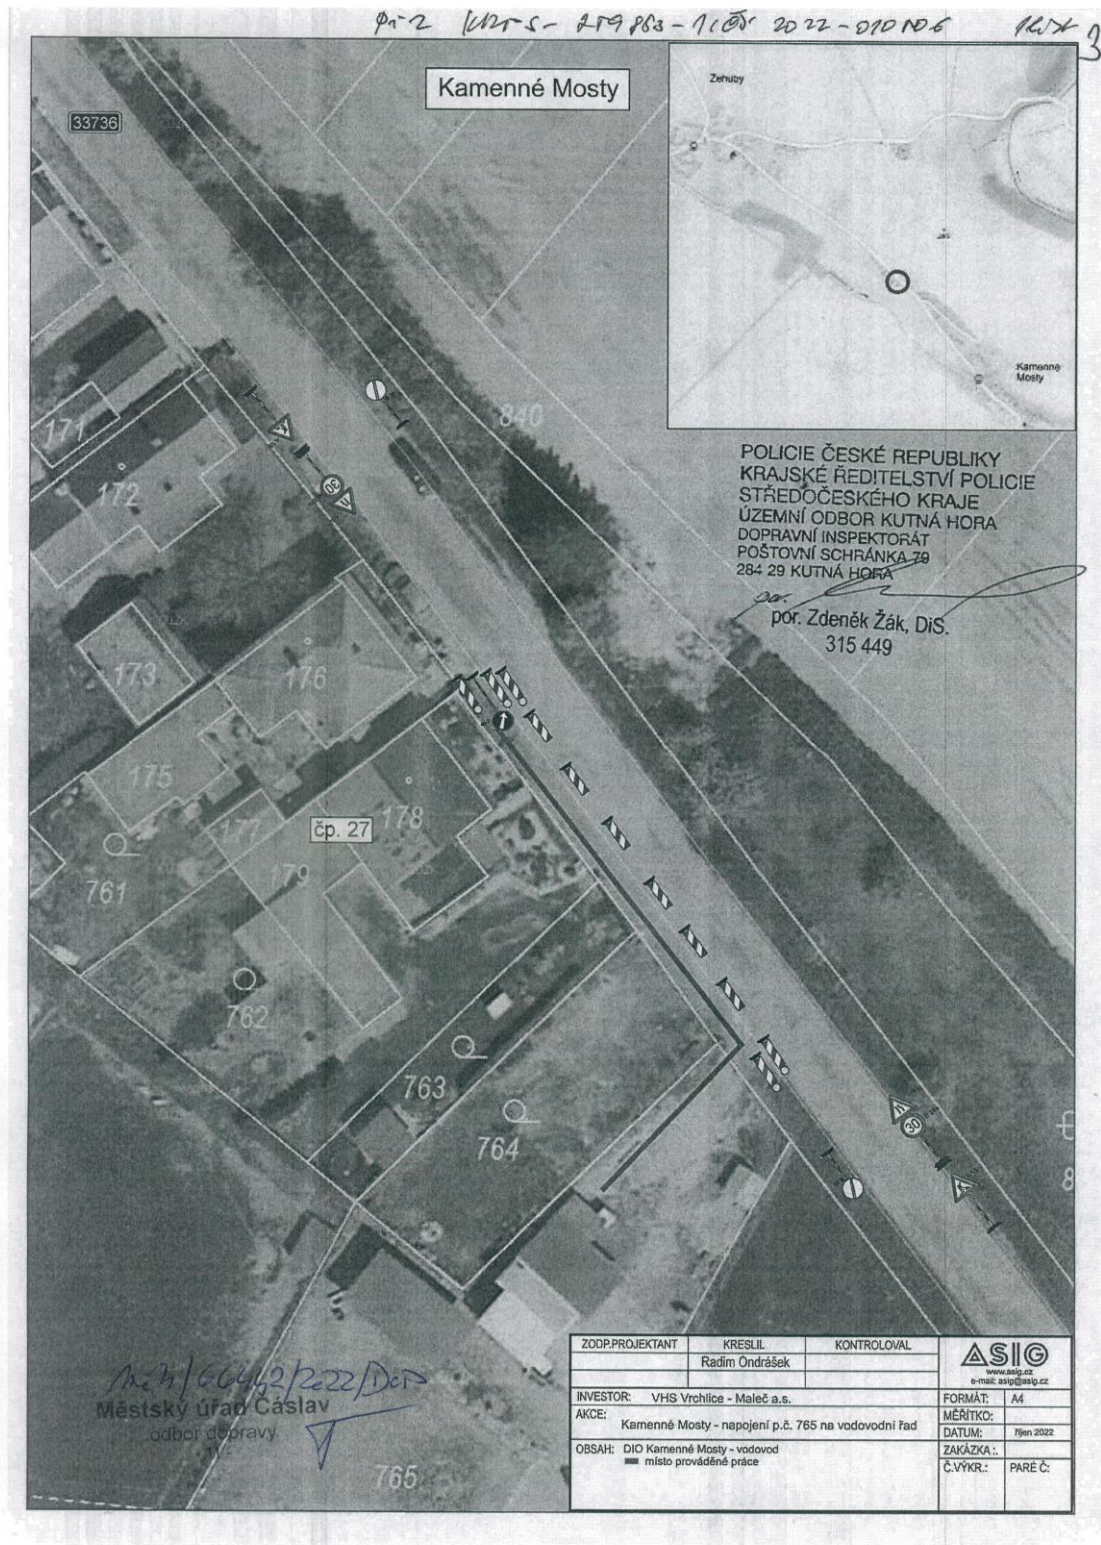 2022-010706
Kamenné Mosty
33736
Zehuby
Kamenné
Mosty
840
171
172
30
POLICIE ČESKÉ REPUBLIKY
KRAJSKÉ ŘEDITELSTVÍ POLICIE
STŘEDOČESKÉHO KRAJE
ÚZEMNÍ ODBOR KUTNÁ HORA
DOPRAVNÍ INSPEKTORÁT
POŠTOVNÍ SCHRÁNKA 79
284 29 KUTNÁ HORA
por. Zdeněk Žák, DiS.
315 449
173
176
175
177
178
čp. 27
179
761
762
763
764
30
8
Městský úřad Čáslav
odbor dopravy
765
ZODP.PROJEKTANT KRESLIL KONTROLOVAL
Radim Ondrášek
ASIG
www.asig.cz
e-mail: asig@asig.cz
INVESTOR: VHS Vrchlice - Maleč a.s.
AKCE: Kamenné Mosty - napojení p.č. 765 na vodovodní řad
OBSAH: DIO Kamenné Mosty - vodovod
místo prováděné práce
FORMÁT: A4
MĚŘÍTKO:
DATUM: říjen 2022
ZAKÁZKA:.
Č.VÝKR.: PARÉ Č: